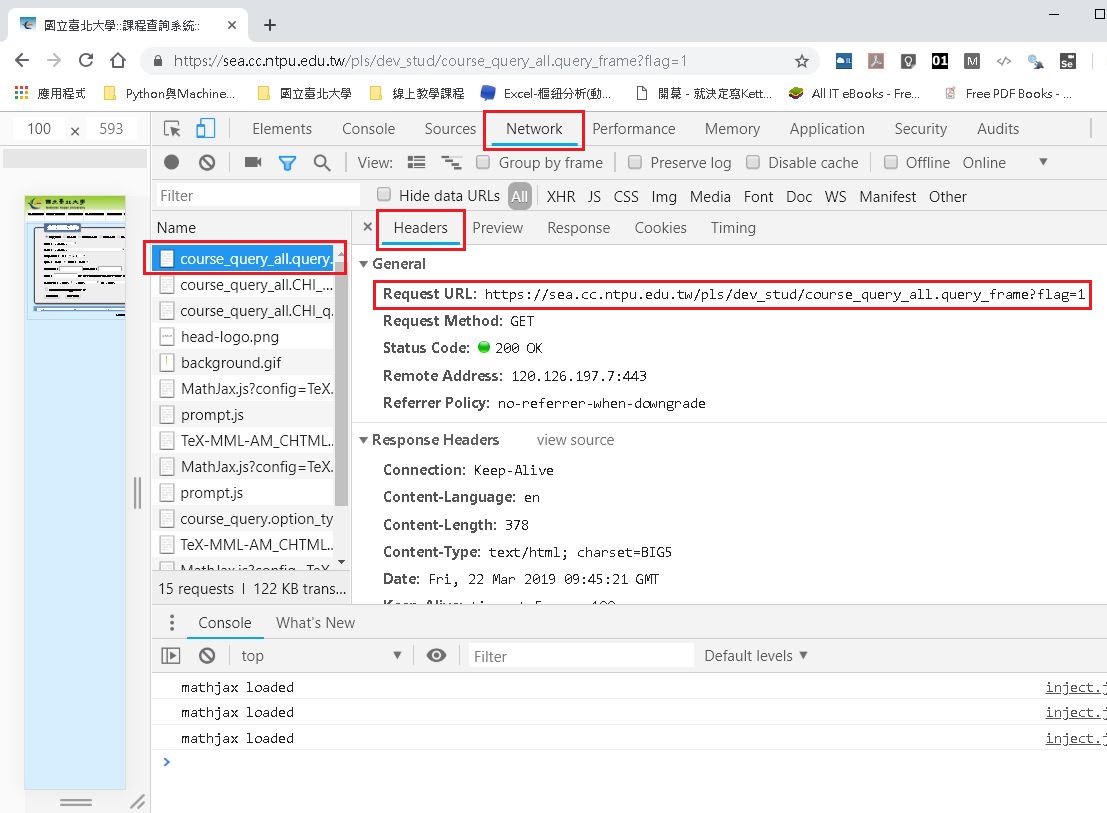 國立臺北大學::課程查詢系統::
https://sea.cc.ntpu.edu.tw/pls/dev_stud/course_query_all.query_frame?flag=1
應用程式 Python與Machine... 國立臺北大學 線上教學課程 Excel-樞紐分析(動... 開幕 - 就決定寫Kett... All IT eBooks - Fre... Free PDF Books - ...
100 × 593 Elements Console Sources Network Performance Memory Application Security Audits
View: Group by frame Preserve log Disable cache Offline Online
Filter Hide data URLs All XHR JS CSS Img Media Font Doc WS Manifest Other
Name
Headers Preview Response Cookies Timing
course_query_all.query.
course_query_all.CHI_...
course_query_all.CHI_q.
head-logo.png
background.gif
MathJax.js?config=TeX.
prompt.js
TeX-MML-AM_CHTML..
MathJax.js?config=TeX.
prompt.js
course_query.option_ty
TeX-MML-AM_CHTML..
MathJax.js?config=TeX.
15 requests | 122 KB trans...
General
Request URL: https://sea.cc.ntpu.edu.tw/pls/dev_stud/course_query_all.query_frame?flag=1
Request Method: GET
Status Code: 200 OK
Remote Address: 120.126.197.7:443
Referrer Policy: no-referrer-when-downgrade
Response Headers view source
Connection: Keep-Alive
Content-Language: en
Content-Length: 378
Content-Type: text/html; charset=BIG5
Date: Fri, 22 Mar 2019 09:45:21 GMT
Keep-Alive:
Console What's New
top Filter Default levels
mathjax loaded inject.j
mathjax loaded inject.j
mathjax loaded inject.j